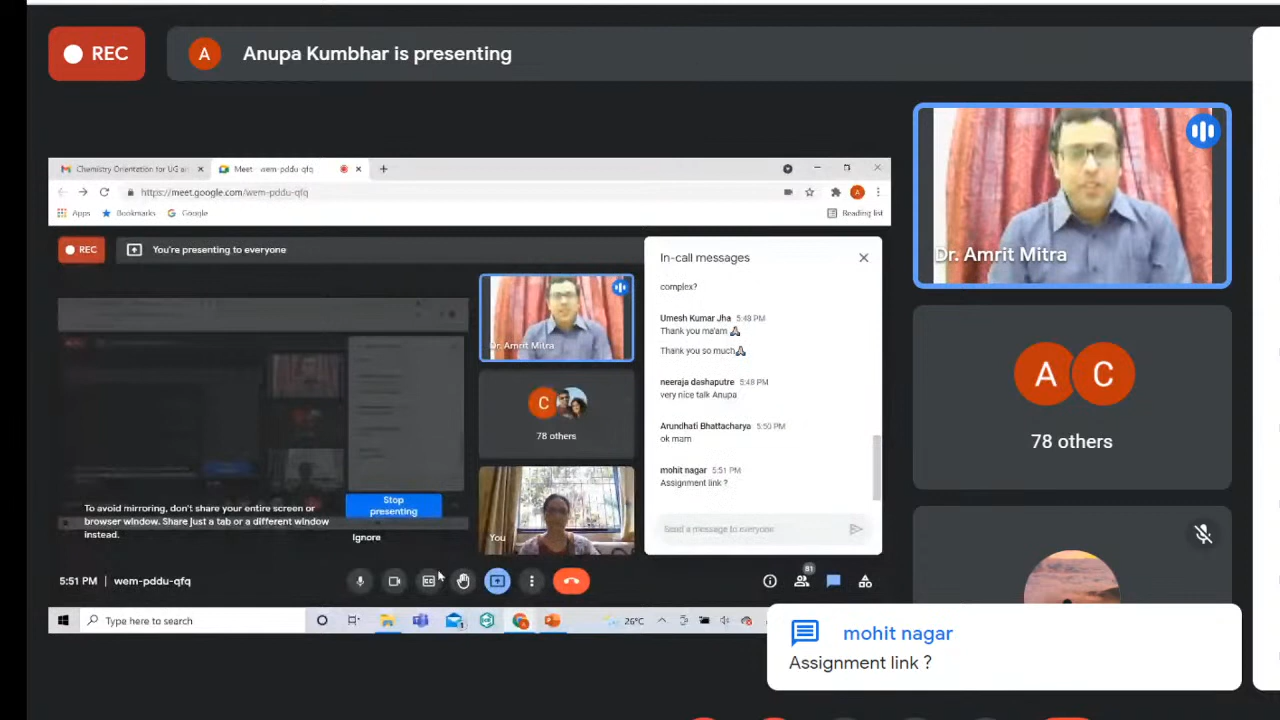 REC
A
Anupa Kumbhar is presenting
Dr. Amrit Mitra
A C
78 others
Chemistry Orientation for UG a
Meet wem-pddu-qfq
https://meet.google.com/wem-pddu-qfq
A
Apps
Bookmarks
G Google
Reading list
REC
You're presenting to everyone
Dr. Amrit Mitra
C
78 others
You
To avoid mirroring, don't share your entire screen or
browser window. Share just a tab or a different window
instead.
Stop
presenting
Ignore
In-call messages
complex?
Umesh Kumar Jha 5:48 PM
Thank you ma'am 🙏
Thank you so much🙏
neeraja dashaputre 5:49 PM
very nice talk Anupa
Arundhati Bhattacharya 5:50 PM
ok mam
mohit nagar 5:51 PM
Assignment link ?
Send a message to everyone
5:51 PM | wem-pddu-qfq
81
Type here to search
26°C
mohit nagar
Assignment link ?